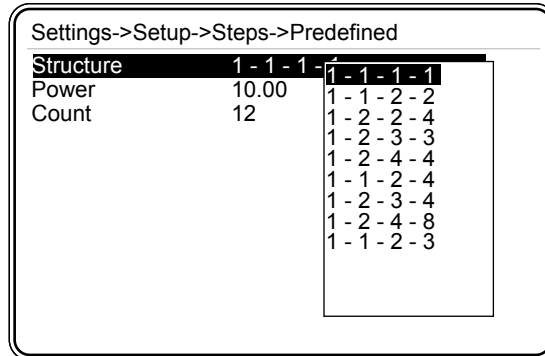 Settings->Setup->Steps->Predefined
Structure 1 - 1 - 1 - 1
Power 10.00
Count 12
1 - 1 - 1 - 1
1 - 1 - 2 - 2
1 - 2 - 2 - 4
1 - 2 - 3 - 3
1 - 2 - 4 - 4
1 - 1 - 2 - 4
1 - 2 - 3 - 4
1 - 2 - 4 - 8
1 - 1 - 2 - 3